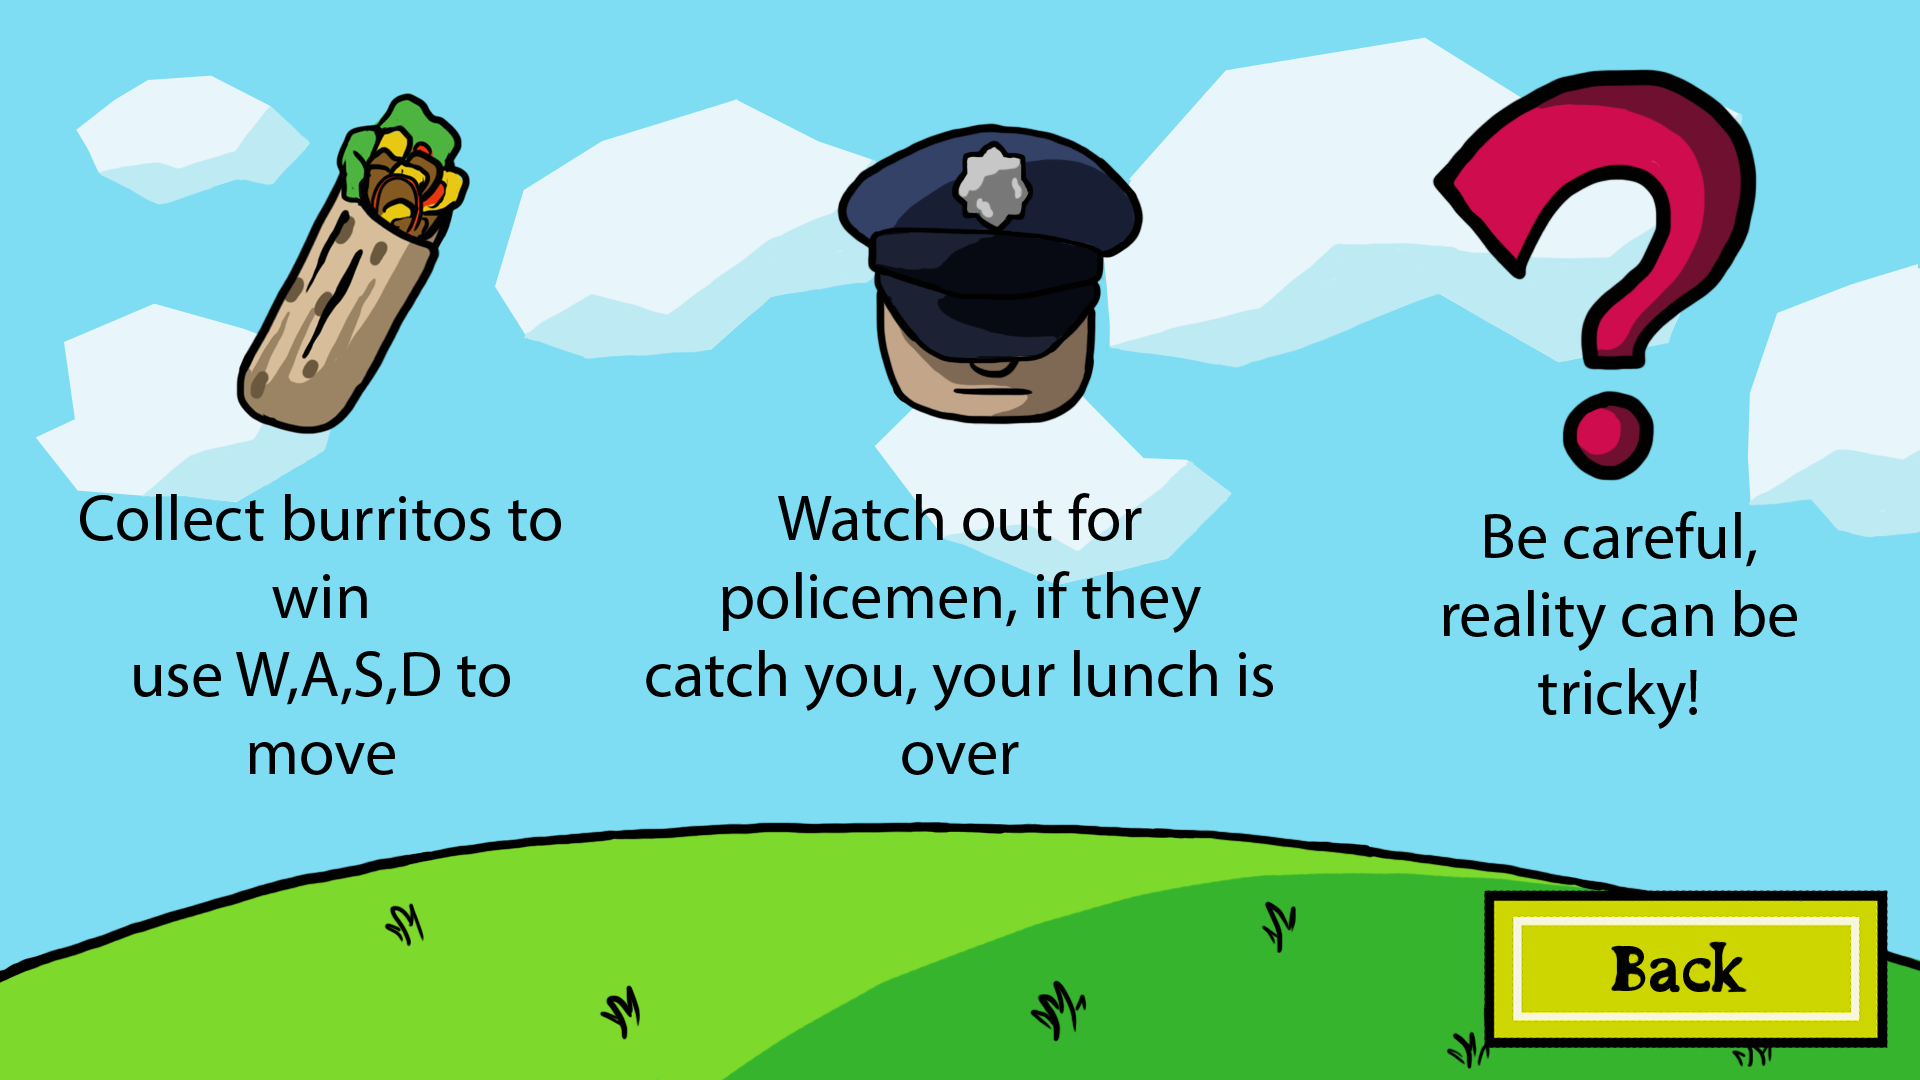 Collect burritos to
win
use W,A,S,D to
move
Watch out for
policemen, if they
catch you, your lunch is
over
Be careful,
reality can be
tricky!
Back